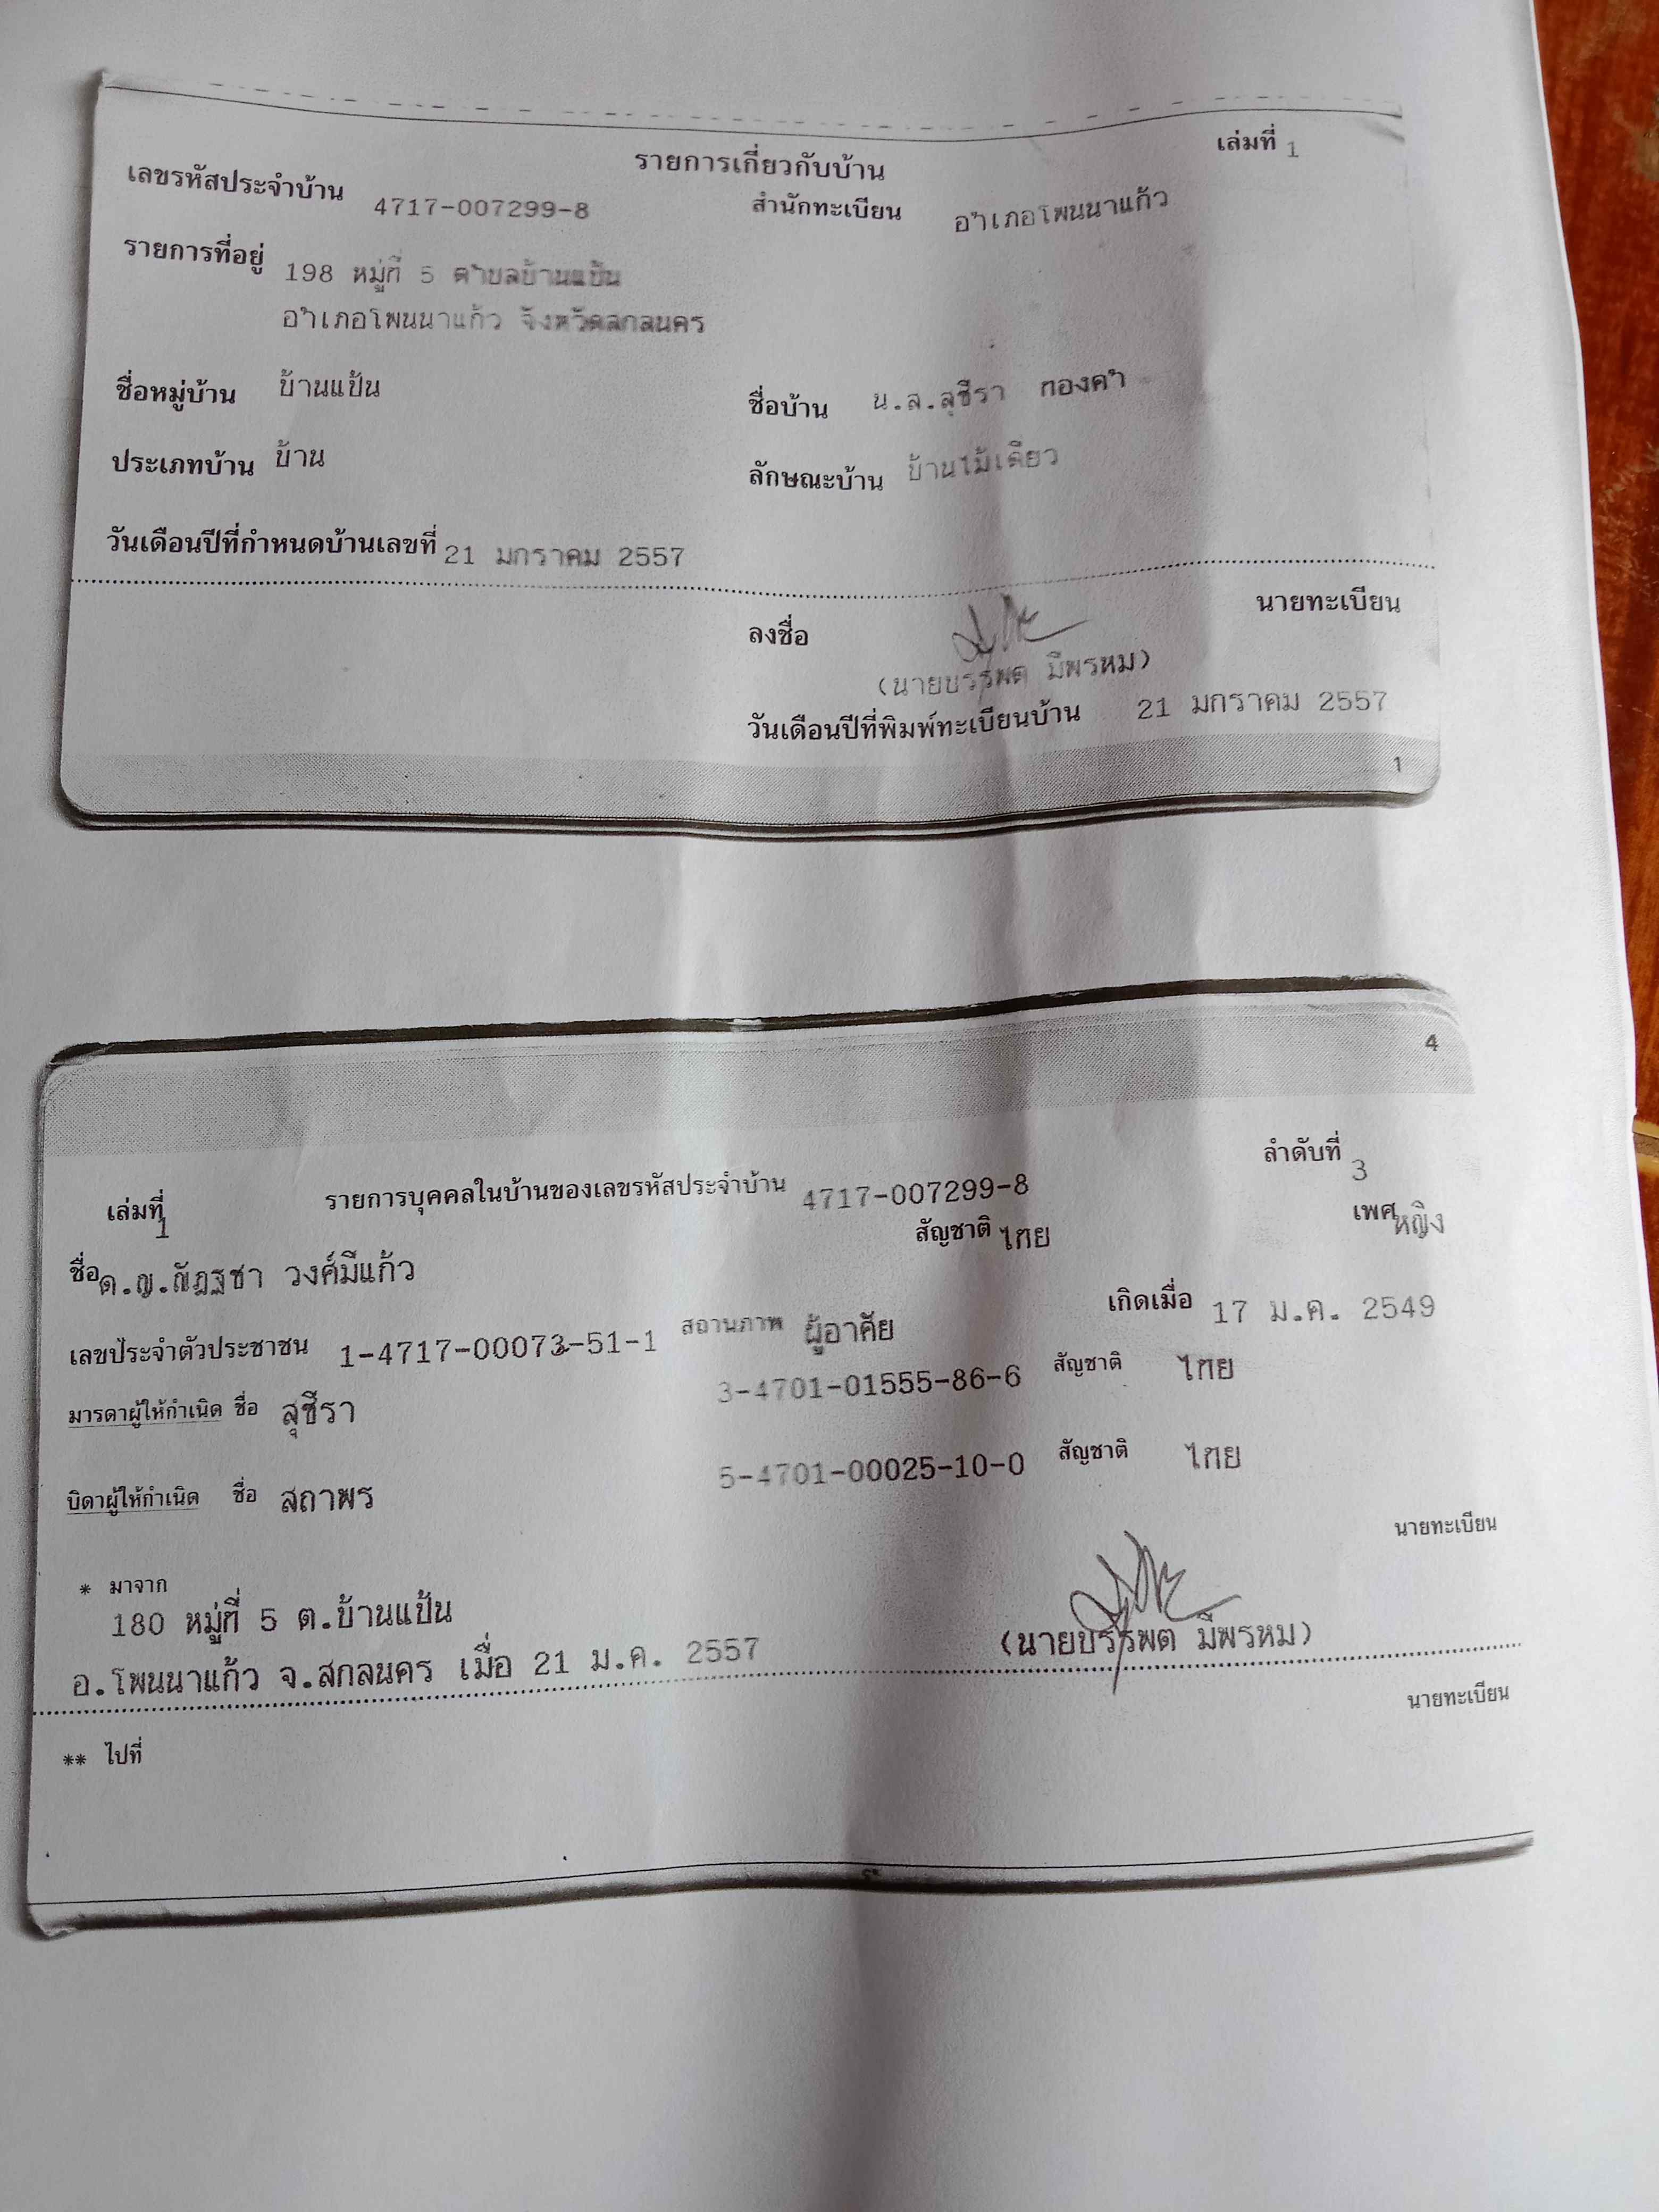 เล่มที่ 1
รายการเกี่ยวกับบ้าน
เลขรหัสประจำบ้าน 4717-007299-8 สำนักทะเบียน อำเภอโพนนาแก้ว
รายการที่อยู่ 198 หมู่ที่ 5 ตำบลบ้านแป้น
อำเภอโพนนาแก้ว จังหวัดสกลนคร
ชื่อหมู่บ้าน บ้านแป้น ชื่อบ้าน น.ส.สุชีรา ทองคำ
ประเภทบ้าน บ้าน ลักษณะบ้าน บ้านไม้เดี่ยว
วันเดือนปีที่กำหนดบ้านเลขที่ 21 มกราคม 2557
ลงชื่อ นายทะเบียน
(นายบรรพต มีพรหม)
วันเดือนปีที่พิมพ์ทะเบียนบ้าน 21 มกราคม 2557
1
4
เล่มที่ 1 รายการบุคคลในบ้านของเลขรหัสประจำบ้าน 4717-007299-8 ลำดับที่ 3
ชื่อ ด.ญ.ณัฎฐชา วงศ์มีแก้ว สัญชาติ ไทย เพศ หญิง
เลขประจำตัวประชาชน 1-4717-00073-51-1 สถานภาพ ผู้อาศัย เกิดเมื่อ 17 ม.ค. 2549
มารดาผู้ให้กำเนิด ชื่อ สุชีรา 3-4701-01555-86-6 สัญชาติ ไทย
บิดาผู้ให้กำเนิด ชื่อ สถาพร 5-4701-00025-10-0 สัญชาติ ไทย
* มาจาก นายทะเบียน
180 หมู่ที่ 5 ต.บ้านแป้น
อ.โพนนาแก้ว จ.สกลนคร เมื่อ 21 ม.ค. 2557 (นายบรรพต มีพรหม)
** ไปที่ นายทะเบียน